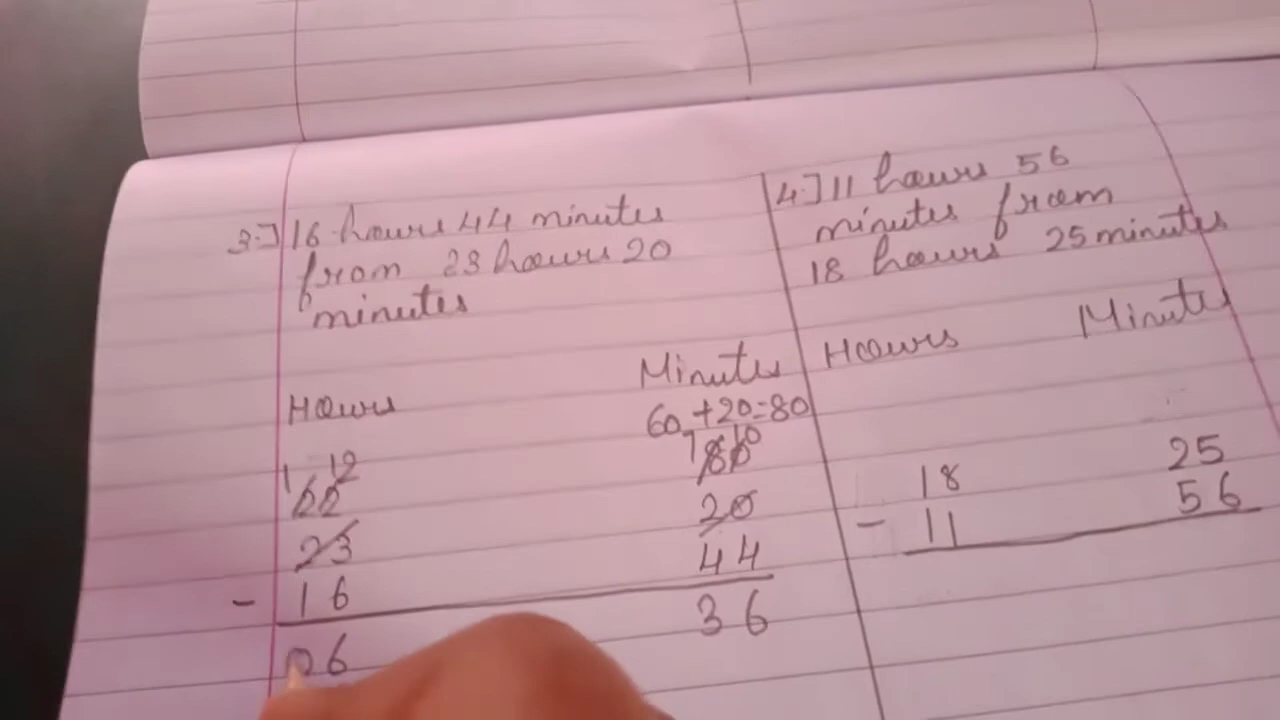 3.] 16 hours 44 minutes
from 23 hours 20
minutes
Hours Minutes
60+20=80
1 12 7 10
22 80
23 20
- 16 44
06 36
4.] 11 hours 56
minutes from
18 hours 25 minutes
Hours Minutes
18 25
- 11 56